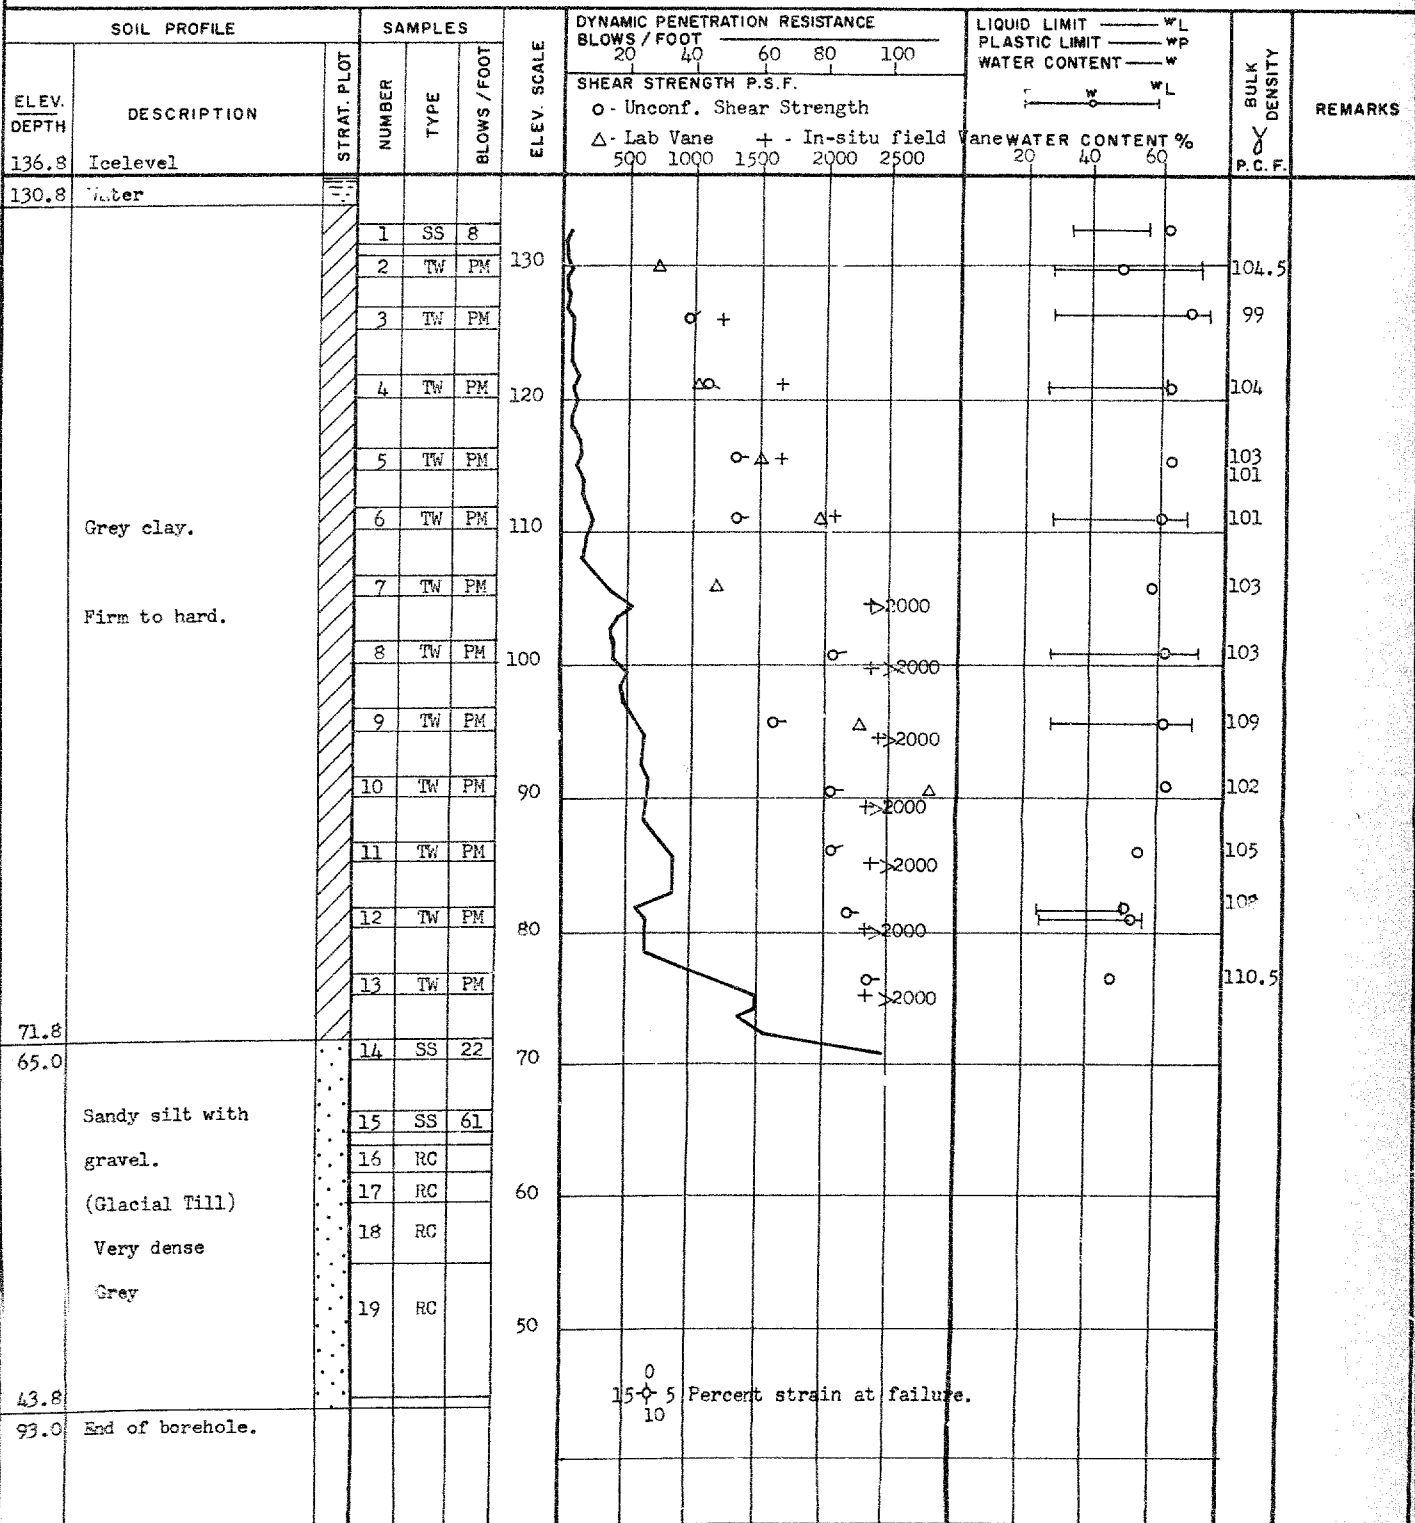 SOIL PROFILE
SAMPLES
ELEV. DEPTH
DESCRIPTION
STRAT. PLOT
NUMBER
TYPE
BLOWS / FOOT
ELEV. SCALE
DYNAMIC PENETRATION RESISTANCE
BLOWS / FOOT
20 40 60 80 100
SHEAR STRENGTH P.S.F.
o - Unconf. Shear Strength
△ - Lab Vane + - In-situ field Vane
500 1000 1500 2000 2500
LIQUID LIMIT wL
PLASTIC LIMIT wP
WATER CONTENT w
w wL
WATER CONTENT %
20 40 60
BULK DENSITY
γ
P.C.F.
REMARKS
136.8 Icelevel
130.8
1 SS 8
130
2 TW PM 104.5
3 TW PM 99
4 TW PM 104
120
5 TW PM 103
101
6 TW PM 101
Grey clay.
110
7 TW PM 103
Firm to hard.
+>2000
8 TW PM 103
100
+>2000
9 TW PM 109
+>2000
10 TW PM 102
90
+>2000
11 TW PM 105
+>2000
12 TW PM
80
+>2000
13 TW PM 110.5
+>2000
71.8
65.0
14 SS 22
70
Sandy silt with
15 SS 61
gravel.
16 RC
17 RC
60
(Glacial Till)
18 RC
Very dense
Grey
19 RC
50
0
15 5 Percent strain at failure.
10
43.8
93.0 End of borehole.